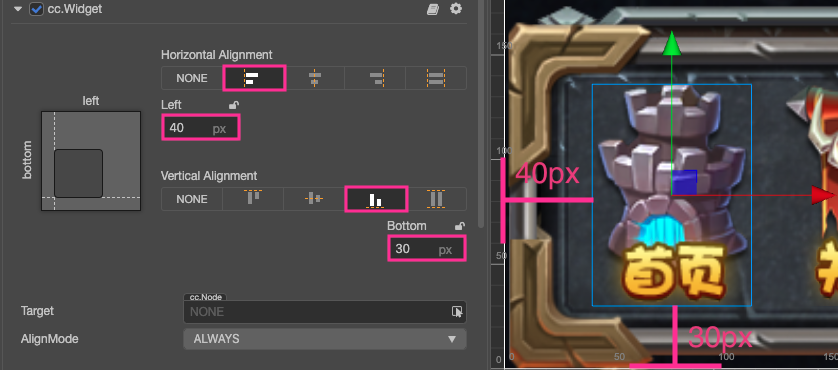 cc.Widget
Horizontal Alignment
NONE
left
Left
40 px
bottom
Vertical Alignment
NONE
Bottom
30 px
cc.Node
Target
NONE
AlignMode
ALWAYS
150
100
50
0
0
50
100
150
40px
首页
30px